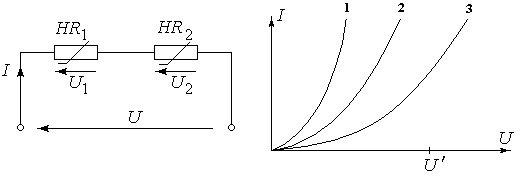 HR₁ HR₂
I
U₁ U₂
U
I
1 2 3
U
U′